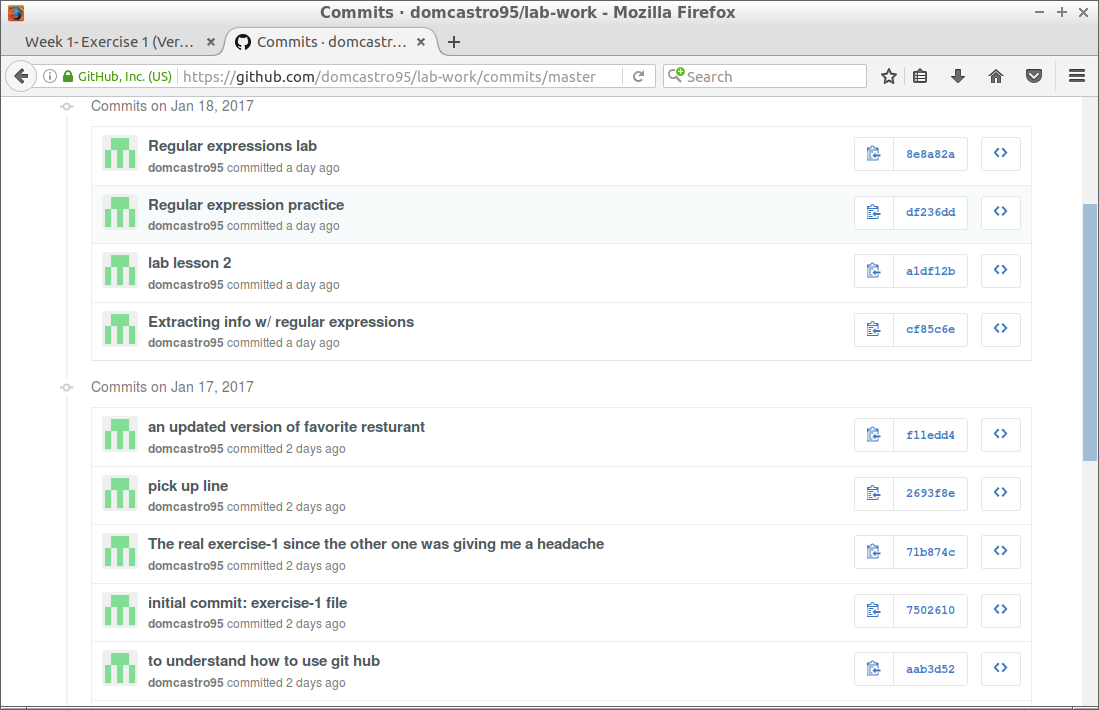 Commits · domcastro95/lab-work - Mozilla Firefox
Week 1- Exercise 1 (Ver...
Commits · domcastr...
GitHub, Inc. (US)
https://github.com/domcastro95/lab-work/commits/master
Search
Commits on Jan 18, 2017
Regular expressions lab
8e8a82a
domcastro95 committed a day ago
Regular expression practice
df236dd
domcastro95 committed a day ago
lab lesson 2
a1df12b
domcastro95 committed a day ago
Extracting info w/ regular expressions
cf85c6e
domcastro95 committed a day ago
Commits on Jan 17, 2017
an updated version of favorite resturant
f11edd4
domcastro95 committed 2 days ago
pick up line
2693f8e
domcastro95 committed 2 days ago
The real exercise-1 since the other one was giving me a headache
71b874c
domcastro95 committed 2 days ago
initial commit: exercise-1 file
7502610
domcastro95 committed 2 days ago
to understand how to use git hub
aab3d52
domcastro95 committed 2 days ago